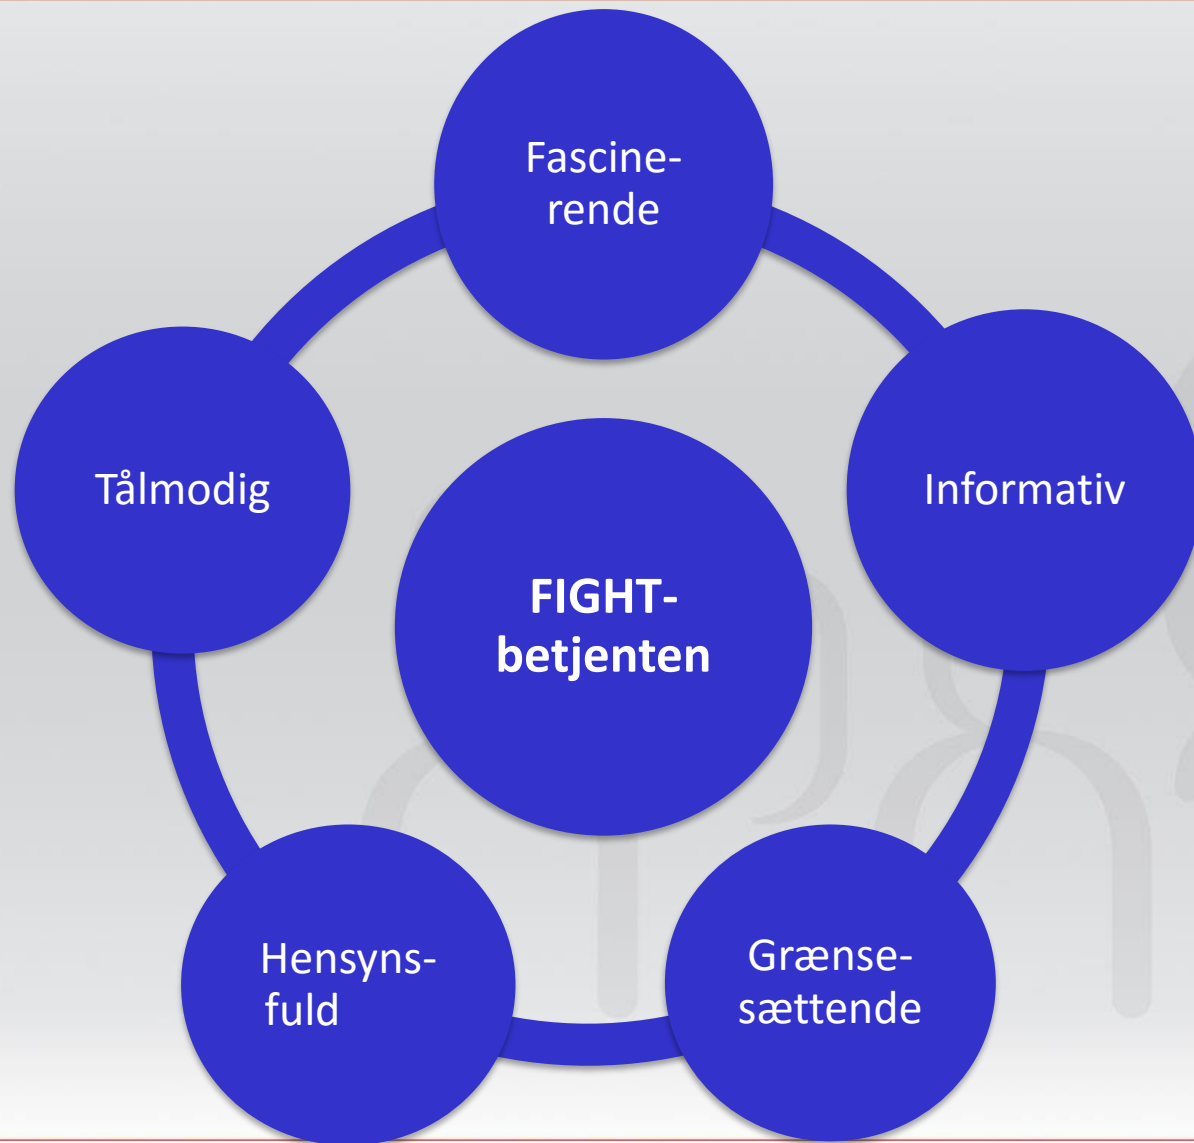 Fascine-
rende
Informativ
Grænse-
sættende
Hensyns-
fuld
Tålmodig
FIGHT-
betjenten